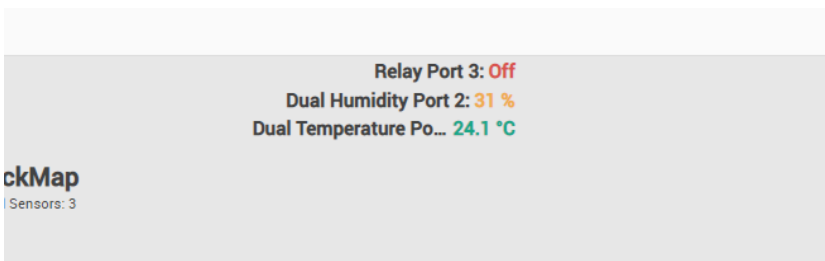 Relay Port 3: Off
Dual Humidity Port 2: 31 %
Dual Temperature Po... 24.1 °C
ckMap
Sensors: 3